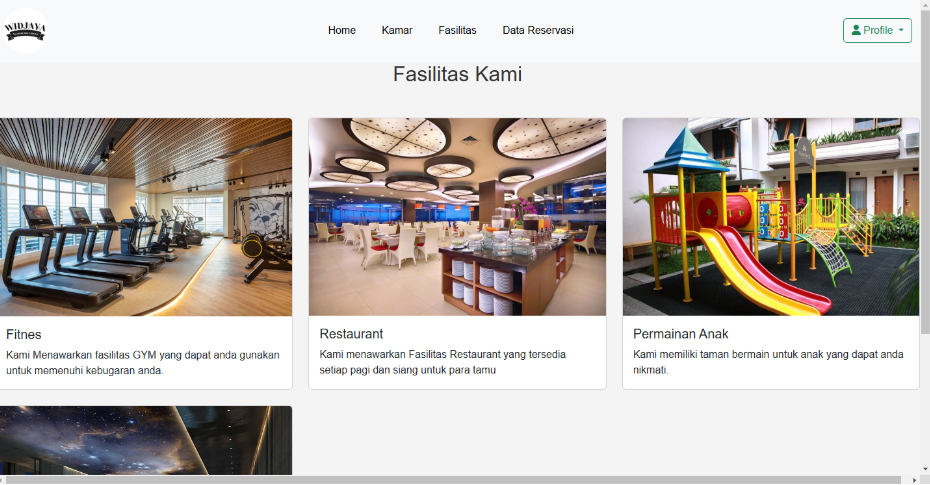 WIDJAYA
Home
Kamar
Fasilitas
Data Reservasi
Profile
Fasilitas Kami
Fitnes
Kami Menawarkan fasilitas GYM yang dapat anda gunakan
untuk memenuhi kebugaran anda.
Restaurant
Kami menawarkan Fasilitas Restaurant yang tersedia
setiap pagi dan siang untuk para tamu
Permainan Anak
Kami memiliki taman bermain untuk anak yang dapat anda
nikmati.